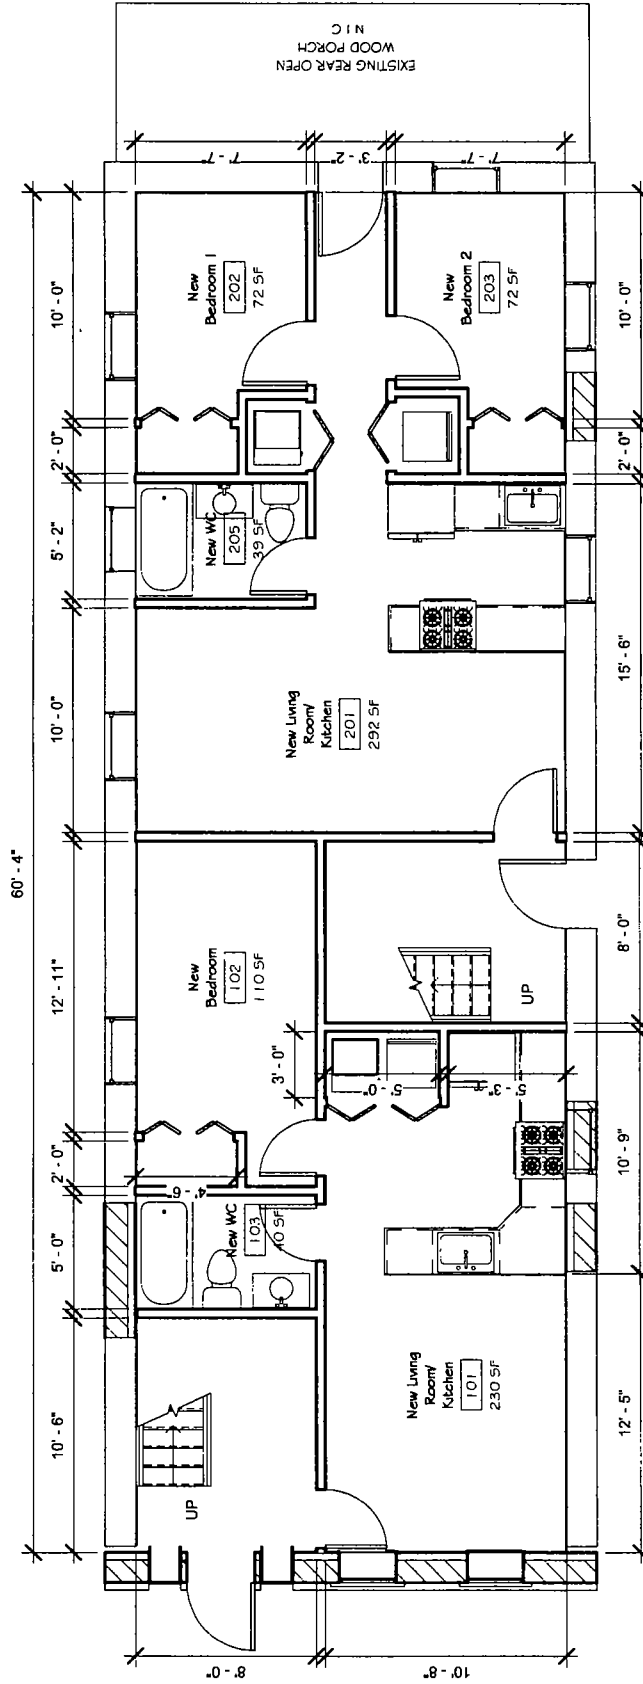 EXISTING REAR OPEN
WOOD PORCH
N I C
7' - 7"
3' - 2"
7' - 7"
60' - 4"
10' - 0"
2' - 0"
5' - 2"
10' - 0"
12' - 11"
2' - 0"
5' - 0"
10' - 6"
New
Bedroom 1
202
72 SF
New
Bedroom 2
203
72 SF
10' - 0"
2' - 0"
15' - 6"
8' - 0"
10' - 9"
12' - 5"
New WC
205
39 SF
New Living
Room/
Kitchen
201
292 SF
New
Bedroom
102
110 SF
UP
3' - 0"
5' - 0"
5' - 3"
4' - 6"
New WC
103
40 SF
New Living
Room/
Kitchen
101
230 SF
UP
8' - 0"
10' - 8"